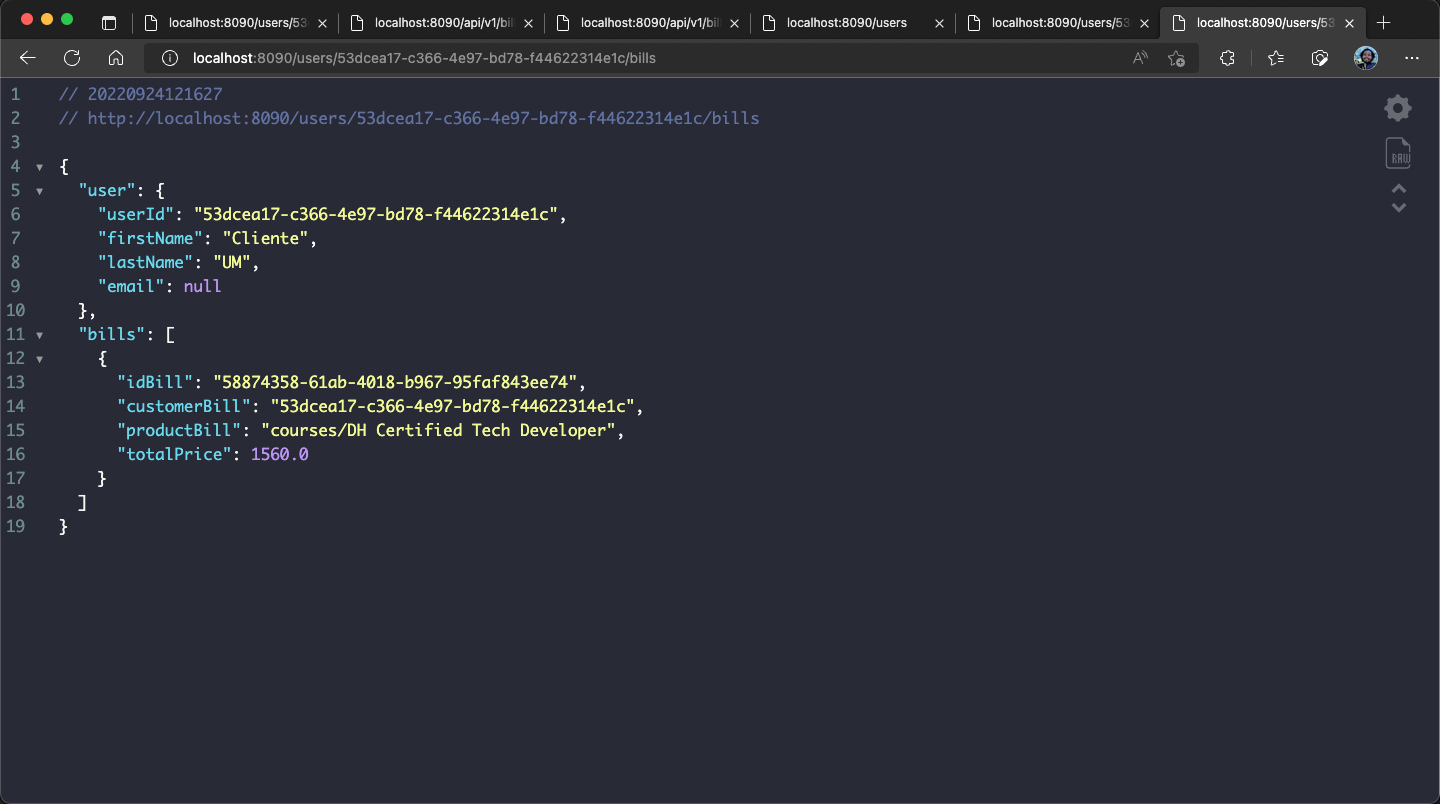 localhost:8090/users/53
localhost:8090/api/v1/bil
localhost:8090/api/v1/bil
localhost:8090/users
localhost:8090/users/53
localhost:8090/users/53
localhost:8090/users/53dcea17-c366-4e97-bd78-f44622314e1c/bills
1 // 20220924121627
2 // http://localhost:8090/users/53dcea17-c366-4e97-bd78-f44622314e1c/bills
3
4 {
5 "user": {
6 "userId": "53dcea17-c366-4e97-bd78-f44622314e1c",
7 "firstName": "Cliente",
8 "lastName": "UM",
9 "email": null
10 },
11 "bills": [
12 {
13 "idBill": "58874358-61ab-4018-b967-95faf843ee74",
14 "customerBill": "53dcea17-c366-4e97-bd78-f44622314e1c",
15 "productBill": "courses/DH Certified Tech Developer",
16 "totalPrice": 1560.0
17 }
18 ]
19 }
RAW